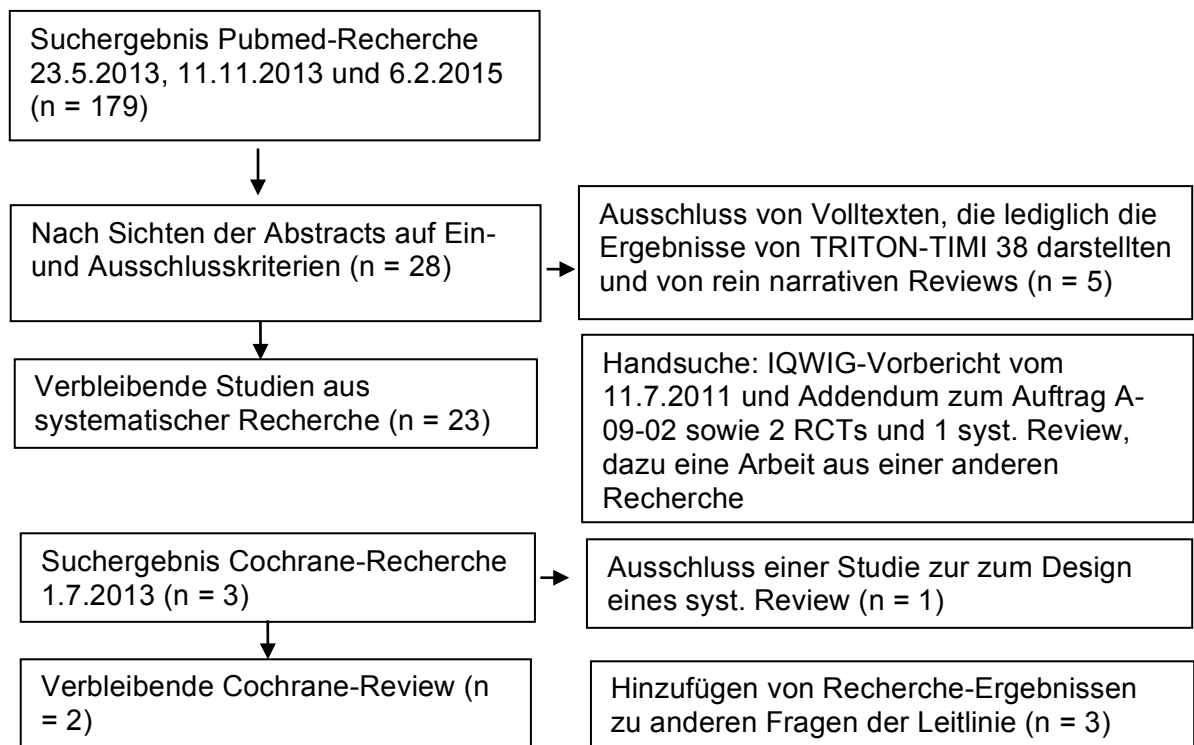 Suchergebnis Pubmed-Recherche
23.5.2013, 11.11.2013 und 6.2.2015
(n = 179)
Nach Sichten der Abstracts auf Ein-
und Ausschlusskriterien (n = 28)
Ausschluss von Volltexten, die lediglich die
Ergebnisse von TRITON-TIMI 38 darstellten
und von rein narrativen Reviews (n = 5)
Verbleibende Studien aus
systematischer Recherche (n = 23)
Handsuche: IQWIG-Vorbericht vom
11.7.2011 und Addendum zum Auftrag A-
09-02 sowie 2 RCTs und 1 syst. Review,
dazu eine Arbeit aus einer anderen
Recherche
Suchergebnis Cochrane-Recherche
1.7.2013 (n = 3)
Ausschluss einer Studie zur zum Design
eines syst. Review (n = 1)
Verbleibende Cochrane-Review (n
= 2)
Hinzufügen von Recherche-Ergebnissen
zu anderen Fragen der Leitlinie (n = 3)